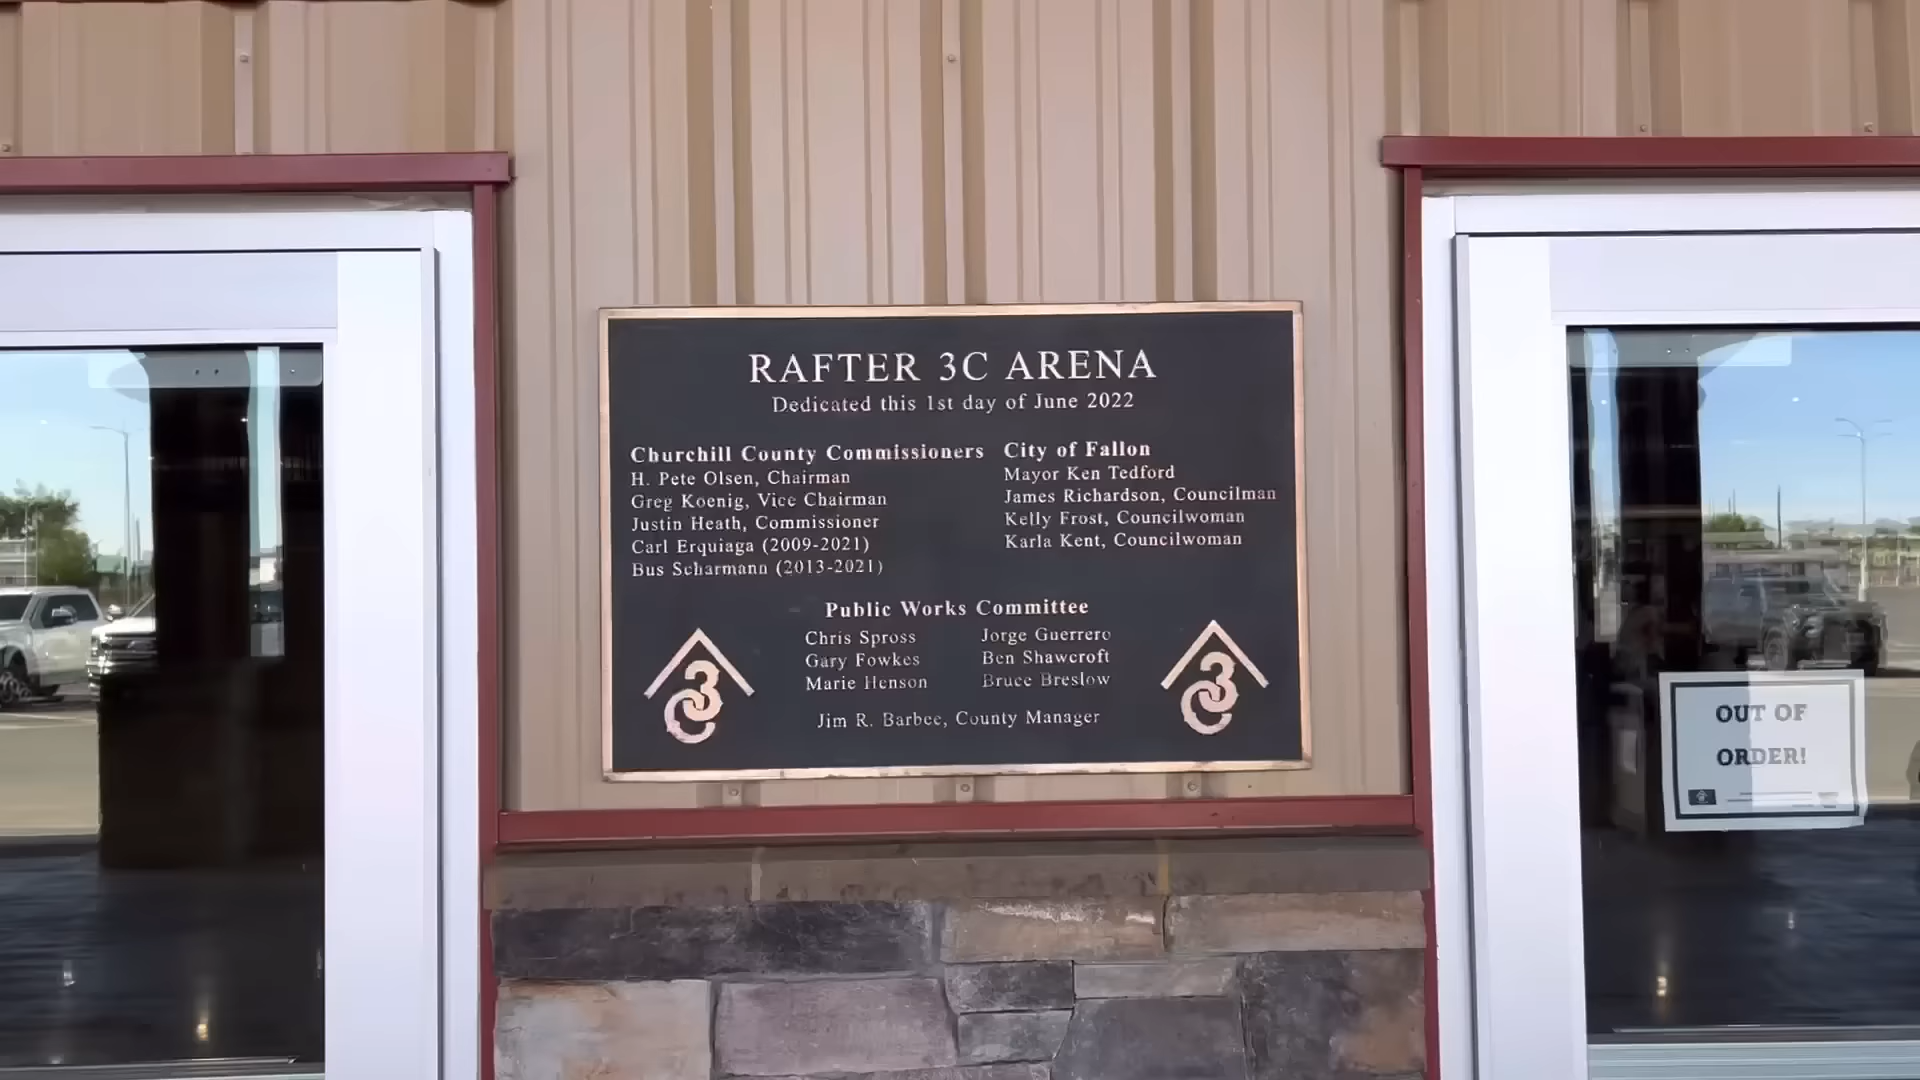 RAFTER 3C ARENA
Dedicated this 1st day of June 2022
Churchill County Commissioners
H. Pete Olsen, Chairman
Greg Koenig, Vice Chairman
Justin Heath, Commissioner
Carl Erquiaga (2009-2021)
Bus Scharmann (2013-2021)
City of Fallon
Mayor Ken Tedford
James Richardson, Councilman
Kelly Frost, Councilwoman
Karla Kent, Councilwoman
Public Works Committee
Chris Spross
Gary Fowkes
Marie Henson
Jorge Guerrero
Ben Shawcroft
Bruce Breslow
Jim R. Barbee, County Manager
3C
3C
OUT OF
ORDER!